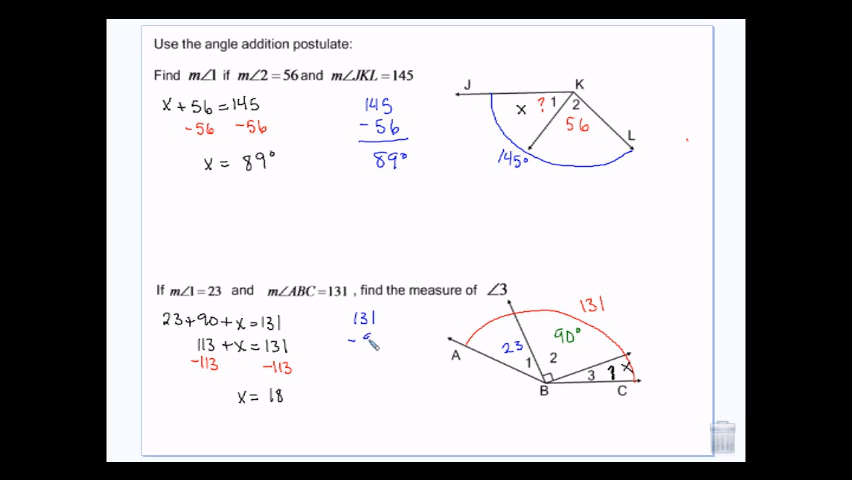 Use the angle addition postulate:
Find m∠1 if m∠2 = 56 and m∠JKL = 145
x + 56 = 145
-56 -56
x = 89°
145
- 56
89°
J K
x ? 1 2
56
L
145°
If m∠1 = 23 and m∠ABC = 131 , find the measure of ∠3
23 + 90 + x = 131
113 + x = 131
-113 -113
x = 18
131
-
131
90°
23
A 1 2
3 ? x
B C